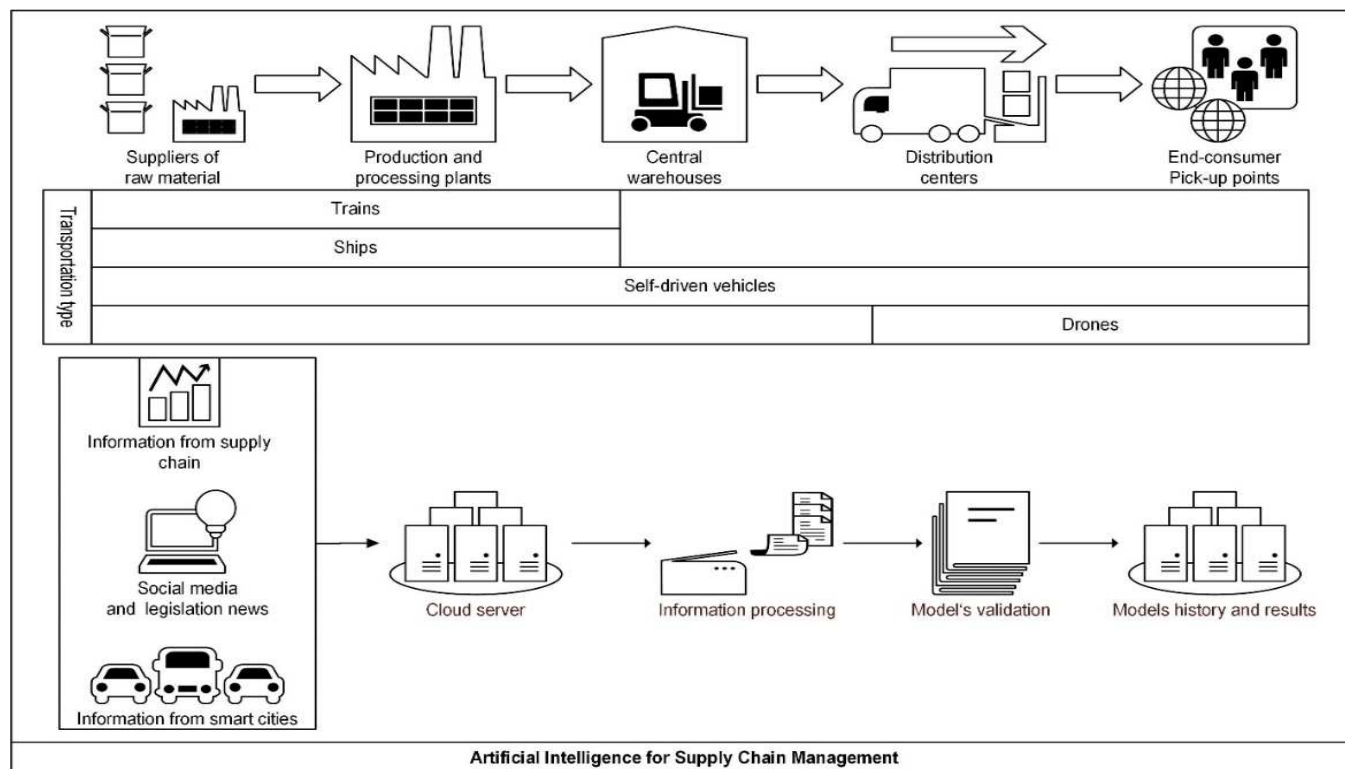 Suppliers of
raw material
Production and
processing plants
Central
warehouses
Distribution
centers
End-consumer
Pick-up points
Transportation type
Trains
Ships
Self-driven vehicles
Drones
Information from supply
chain
Social media
and legislation news
Information from smart cities
Cloud server
Information processing
Model‘s validation
Models history and results
Artificial Intelligence for Supply Chain Management